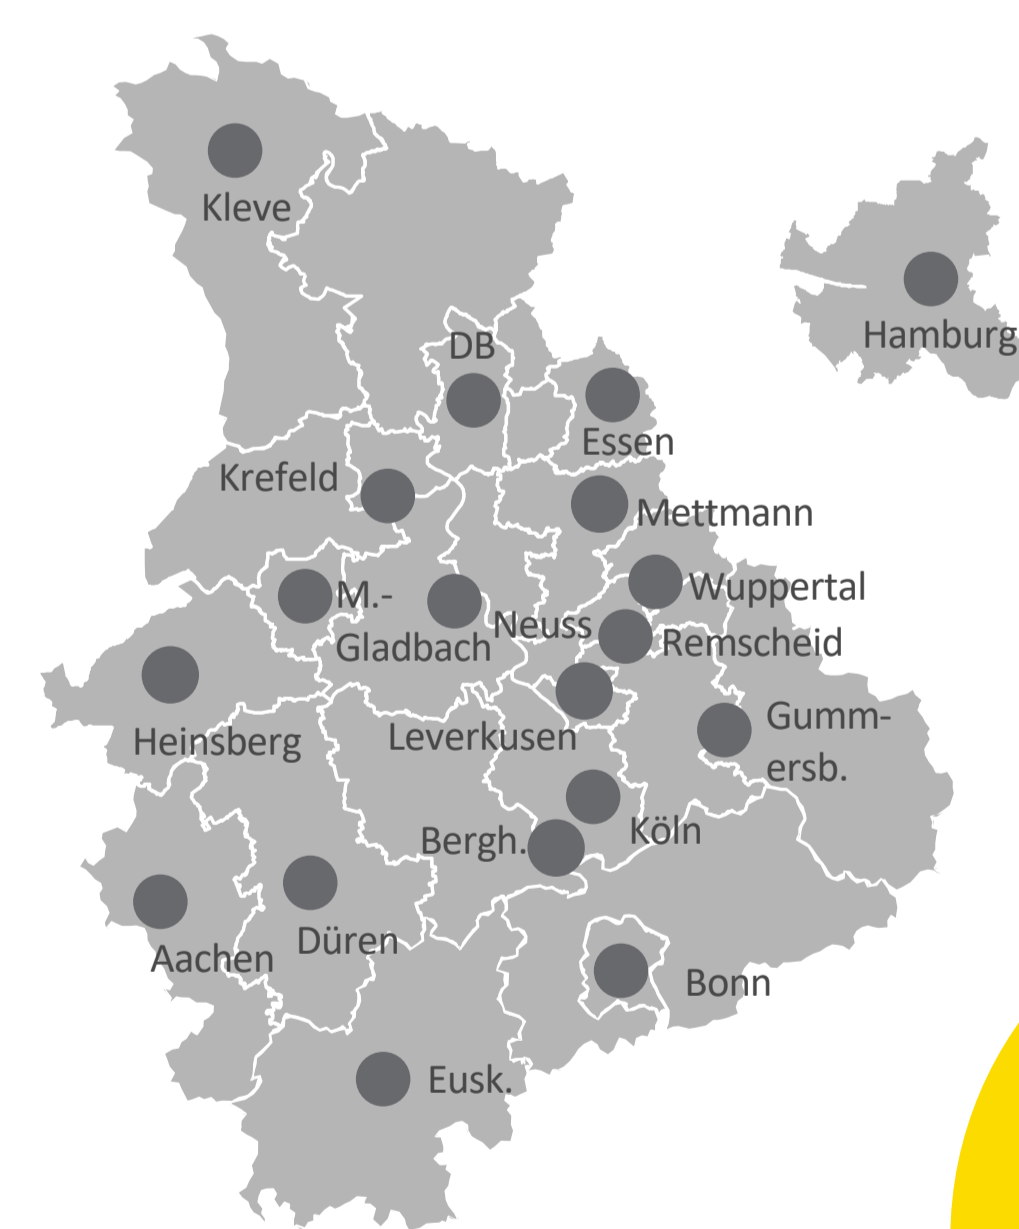 Kleve
Hamburg
DB
Essen
Krefeld
Mettmann
Wuppertal
M.-
Gladbach
Neuss
Remscheid
Heinsberg
Leverkusen
Gumm-
ersb.
Köln
Bergh.
Aachen
Düren
Bonn
Eusk.